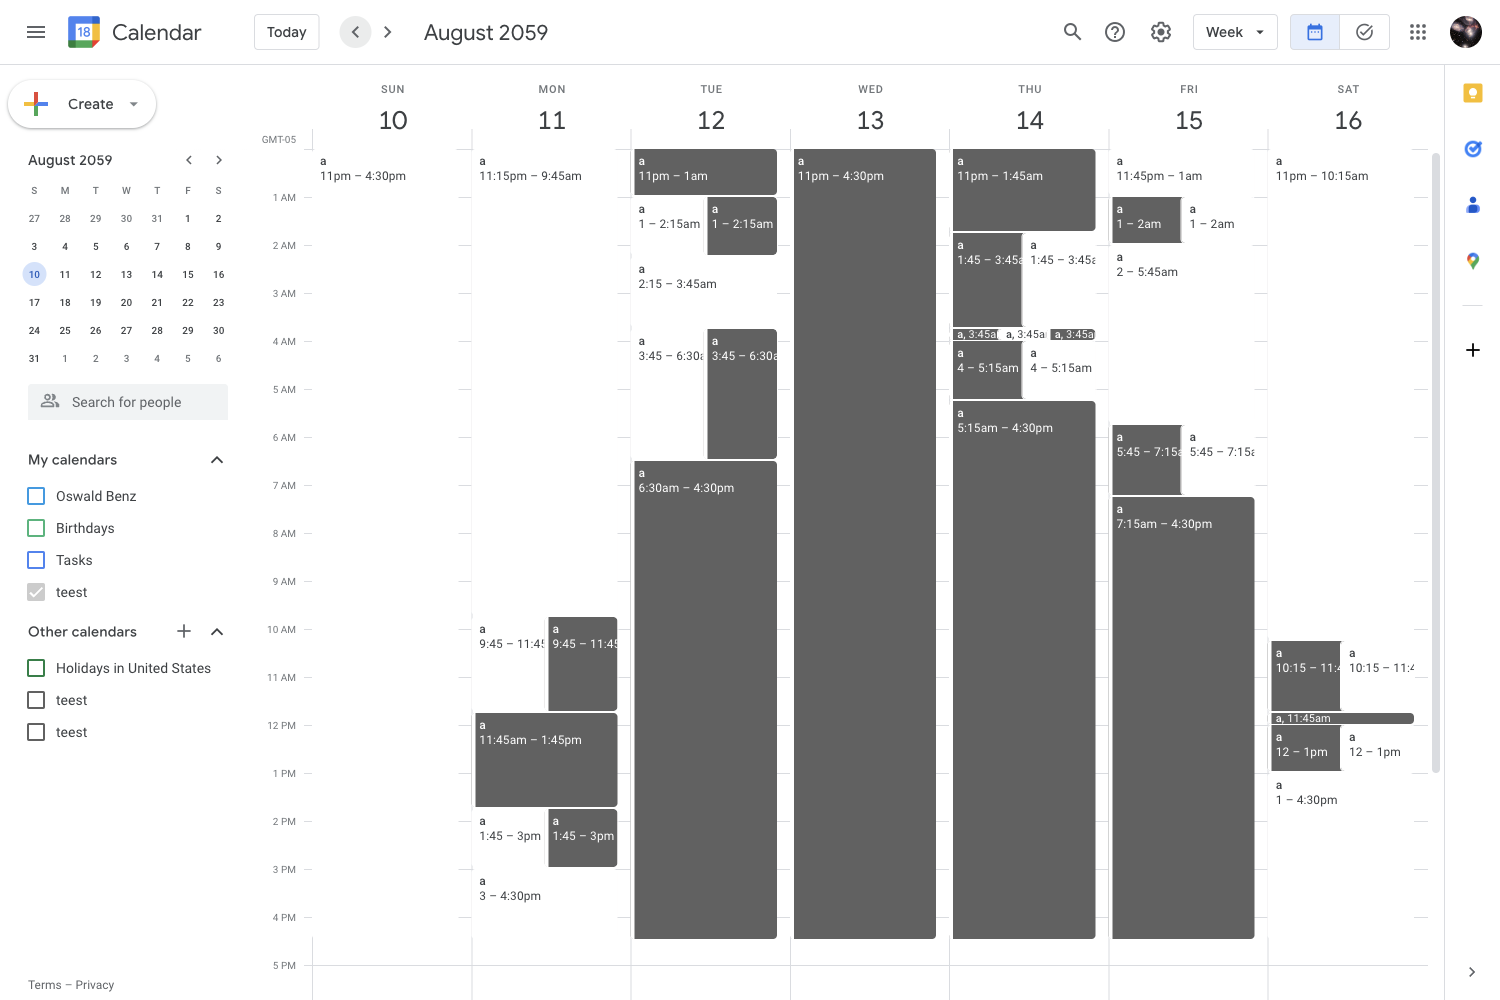 18
Calendar
Today
August 2059
Week
Create
August 2059
S M T W T F S
27 28 29 30 31 1 2
3 4 5 6 7 8 9
10 11 12 13 14 15 16
17 18 19 20 21 22 23
24 25 26 27 28 29 30
31 1 2 3 4 5 6
Search for people
My calendars
Oswald Benz
Birthdays
Tasks
teest
Other calendars
Holidays in United States
teest
teest
Terms – Privacy
SUN MON TUE WED THU FRI SAT
10 11 12 13 14 15 16
GMT-05
1 AM
2 AM
3 AM
4 AM
5 AM
6 AM
7 AM
8 AM
9 AM
10 AM
11 AM
12 PM
1 PM
2 PM
3 PM
4 PM
5 PM
a
11pm – 4:30pm
a
11:15pm – 9:45am
a
9:45 – 11:45
a
9:45 – 11:45
a
11:45am – 1:45pm
a
1:45 – 3pm
a
1:45 – 3pm
a
3 – 4:30pm
a
11pm – 1am
a
1 – 2:15am
a
1 – 2:15am
a
2:15 – 3:45am
a
3:45 – 6:30a
a
3:45 – 6:30a
a
6:30am – 4:30pm
a
11pm – 4:30pm
a
11pm – 1:45am
a
1:45 – 3:45a
a
1:45 – 3:45a
a, 3:45a
a, 3:45a
a, 3:45a
a
4 – 5:15am
a
4 – 5:15am
a
5:15am – 4:30pm
a
11:45pm – 1am
a
1 – 2am
a
1 – 2am
a
2 – 5:45am
a
5:45 – 7:15a
a
5:45 – 7:15a
a
7:15am – 4:30pm
a
11pm – 10:15am
a
10:15 – 11:4
a
10:15 – 11:4
a, 11:45am
a
12 – 1pm
a
12 – 1pm
a
1 – 4:30pm